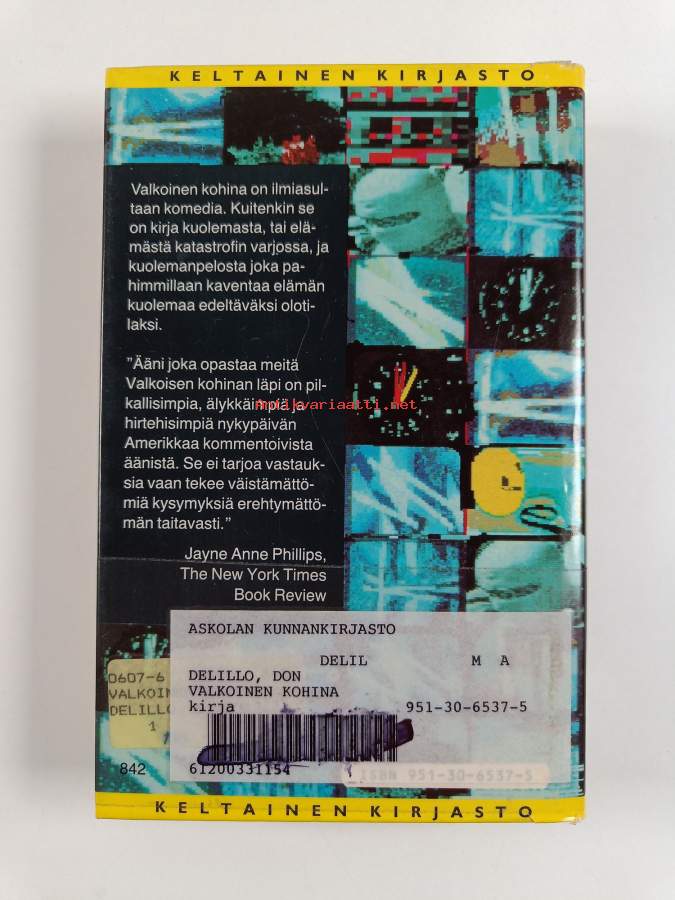 KELTAINEN KIRJASTO
Valkoinen kohina on ilmiasul-
taan komedia. Kuitenkin se
on kirja kuolemasta, tai elä-
mästä katastrofin varjossa, ja
kuolemanpelosta joka pa-
himmillaan kaventaa elämän
kuolemaa edeltäväksi oloti-
laksi.
"Ääni joka opastaa meitä
Valkoisen kohinan läpi on pil-
kallisimpia, älykkäimpiä ja
hirtehisimpiä nykypäivän
Amerikkaa kommentoivista
äänistä. Se ei tarjoa vastauk-
sia vaan tekee väistämättö-
miä kysymyksiä erehtymättö-
män taitavasti."
Jayne Anne Phillips,
The New York Times
Book Review
Antikvariaatti.net
ASKOLAN KUNNANKIRJASTO
DELIL M A
DELILLO, DON
VALKOINEN KOHINA
kirja 951-30-6537-5
61200331154
0607-6
VALKOIN
DELILLO
1
842
ISBN 951-30-6537-5
KELTAINEN KIRJASTO